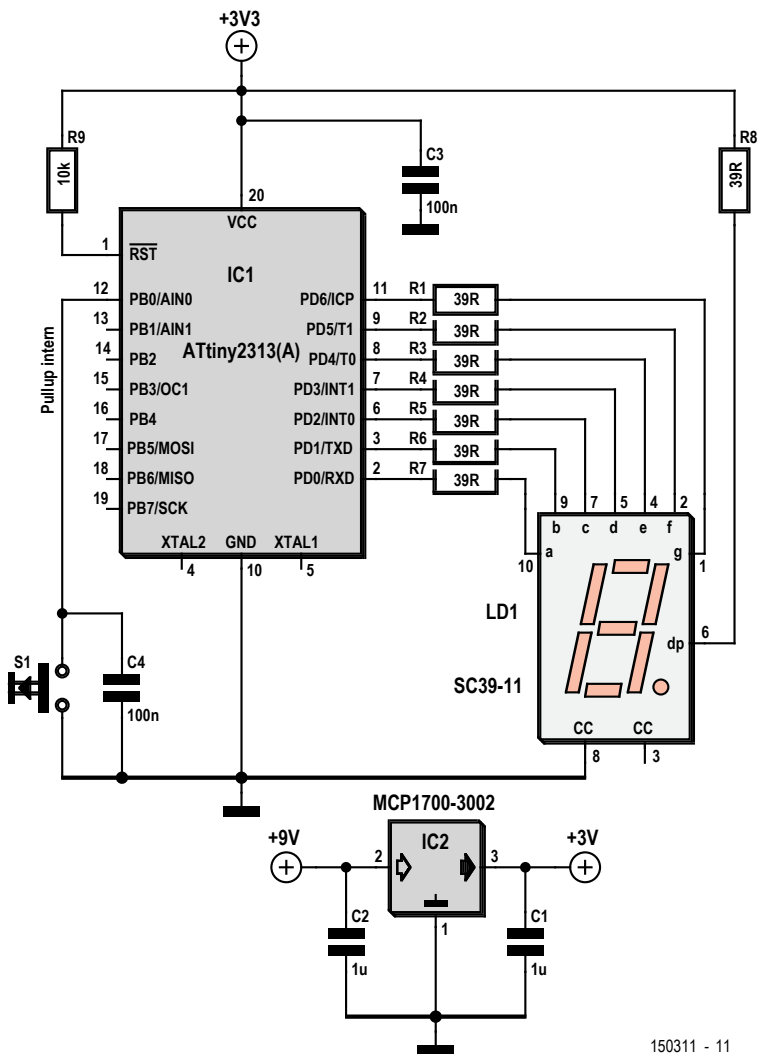 +3V3
R9
10k
C3
100n
R8
39R
20
VCC
1
RST
IC1
12
PB0/AIN0
PD6/ICP
11
R1
39R
13
PB1/AIN1
PD5/T1
9
R2
39R
ATtiny2313(A)
14
PB2
PD4/T0
8
R3
39R
15
PB3/OC1
PD3/INT1
7
R4
39R
16
PB4
PD2/INT0
6
R5
39R
17
PB5/MOSI
PD1/TXD
3
R6
39R
18
PB6/MISO
PD0/RXD
2
R7
39R
19
PB7/SCK
Pullup intern
XTAL2
GND
XTAL1
4
10
5
9
7
5
4
2
b
c
d
e
f
10
a
g
1
LD1
dp
6
SC39-11
CC
CC
8
3
S1
C4
100n
MCP1700-3002
+9V
2
IC2
3
+3V
1
C2
1u
C1
1u
150311 - 11